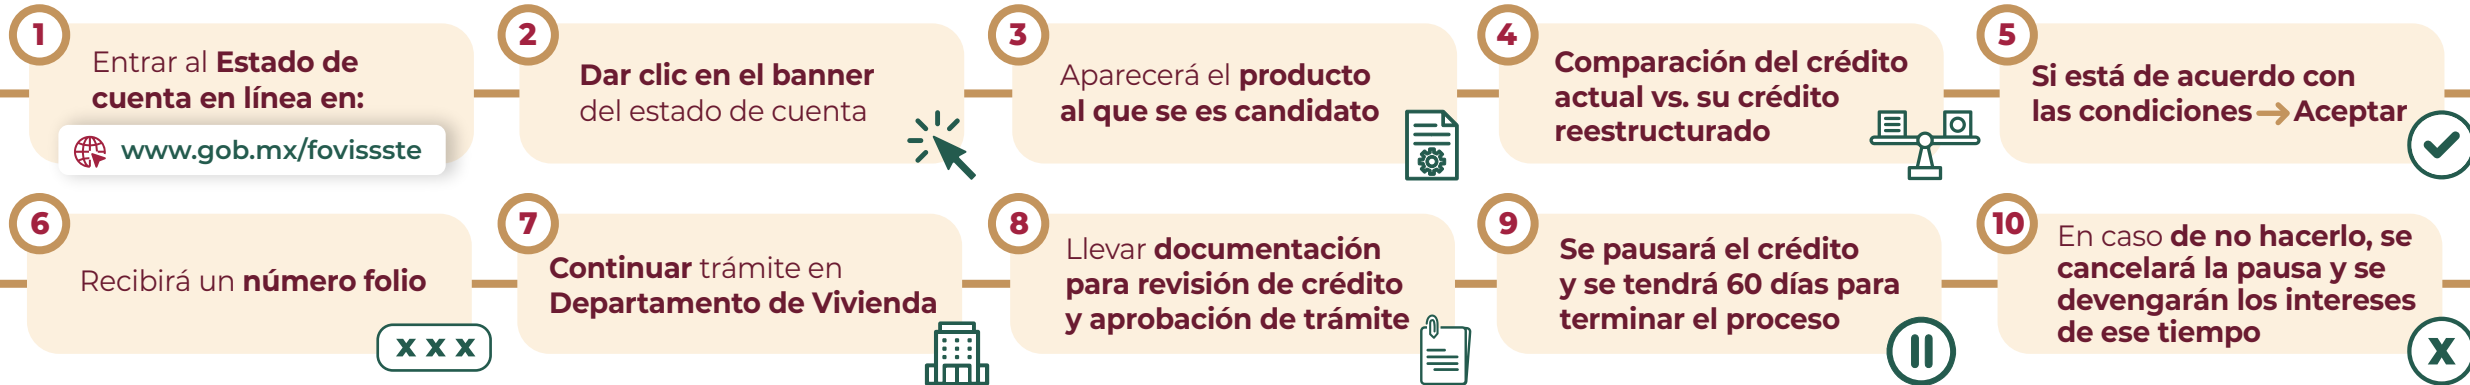 1
Entrar al Estado de
cuenta en línea en:
www.gob.mx/fovissste
2
Dar clic en el banner
del estado de cuenta
3
Aparecerá el producto
al que se es candidato
4
Comparación del crédito
actual vs. su crédito
reestructurado
5
Si está de acuerdo con
las condiciones → Aceptar
6
Recibirá un número folio
X X X
7
Continuar trámite en
Departamento de Vivienda
8
Llevar documentación
para revisión de crédito
y aprobación de trámite
9
Se pausará el crédito
y se tendrá 60 días para
terminar el proceso
10
En caso de no hacerlo, se
cancelará la pausa y se
devengarán los intereses
de ese tiempo
X